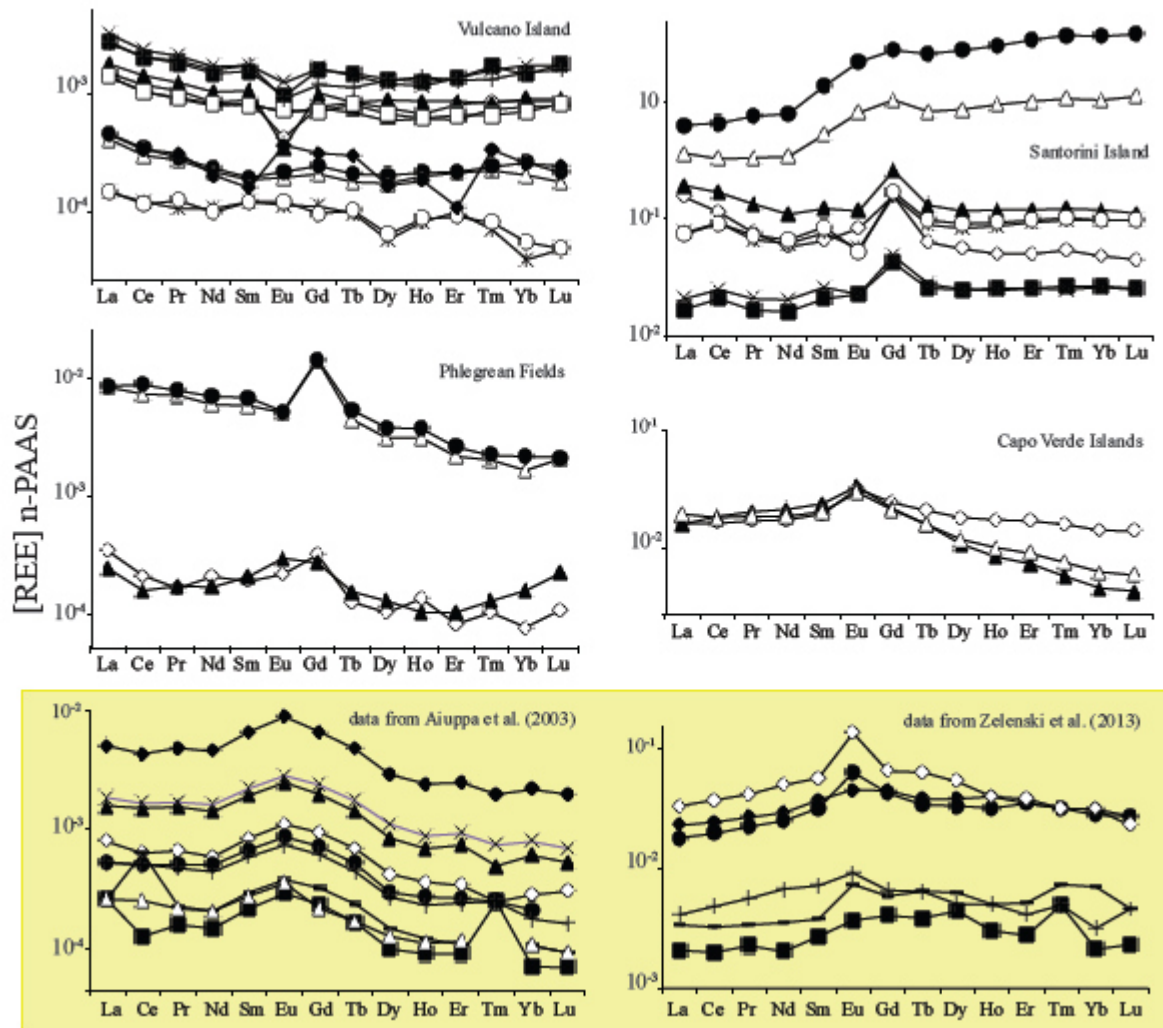 Vulcano Island
10⁻³
10⁻⁴
La Ce Pr Nd Sm Eu Gd Tb Dy Ho Er Tm Yb Lu
10
Santorini Island
10⁻¹
10⁻²
La Ce Pr Nd Sm Eu Gd Tb Dy Ho Er Tm Yb Lu
[REE] n-PAAS
Phlegrean Fields
10⁻²
10⁻³
10⁻⁴
La Ce Pr Nd Sm Eu Gd Tb Dy Ho Er Tm Yb Lu
10⁻¹
Capo Verde Islands
10⁻²
La Ce Pr Nd Sm Eu Gd Tb Dy Ho Er Tm Yb Lu
10⁻²
data from Aiuppa et al. (2003)
10⁻³
10⁻⁴
La Ce Pr Nd Sm Eu Gd Tb Dy Ho Er Tm Yb Lu
data from Zelenski et al. (2013)
10⁻¹
10⁻²
10⁻³
La Ce Pr Nd Sm Eu Gd Tb Dy Ho Er Tm Yb Lu